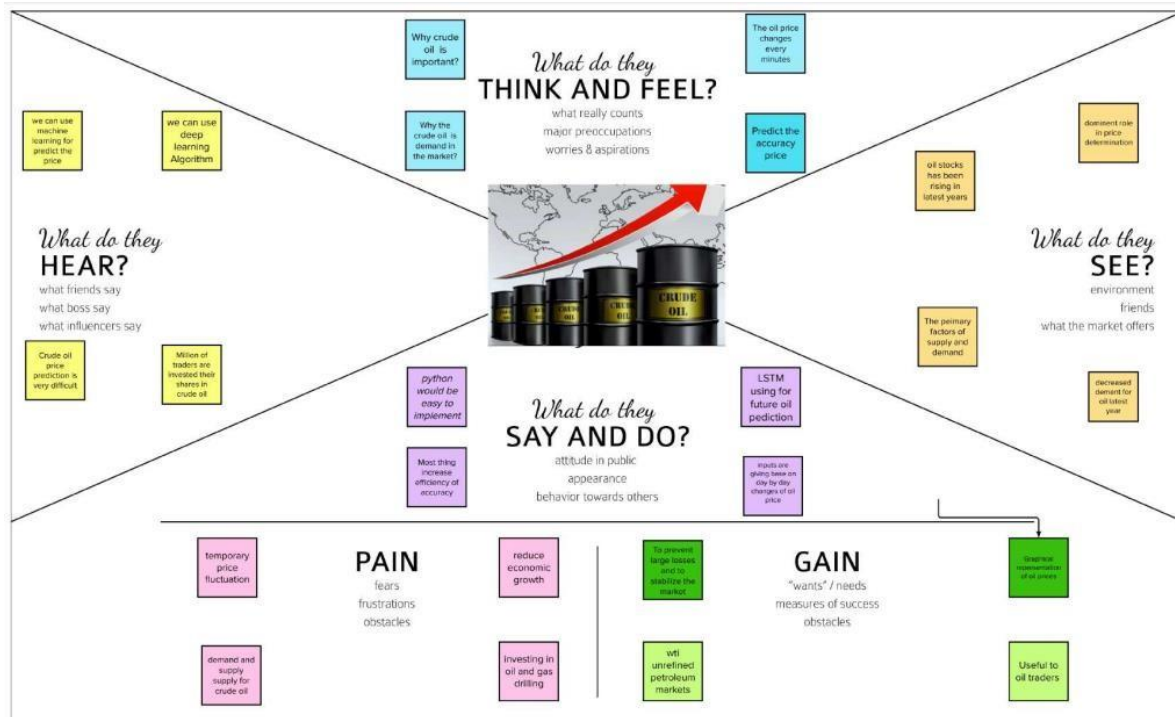 Why crude
oil is
important?
The oil price
changes
every
minutes
What do they
THINK AND FEEL?
what really counts
major preoccupations
worries & aspirations
Why the
crude oil is
demand in
the market?
Predict the
accuracy
price
we can use
machine
learning for
predict the
price
we can use
deep
learning
Algorithm
What do they
HEAR?
what friends say
what boss say
what influencers say
Crude oil
price
prediction is
very difficult
Millen of
traders are
invested their
shares in
crude oil
CRUDE
OIL
CRUDE
OIL
oil stocks
has been
rising in
latest years
dominent role
in price
determination
What do they
SEE?
environment
friends
what the market offers
The peimary
factors of
supply and
demand
decreased
dement for
oil latest
year
python
would be
easy to
implement
LSTM
using for
future oil
pediction
What do they
SAY AND DO?
attitude in public
appearance
behavior towards others
Most thing
increase
efficiency of
accuracy
inputs are
giving base on
day by day
changes of oil
price
PAIN
fears
frustrations
obstacles
temporary
price
fluctuation
reduce
economic
growth
demand and
supply
supply for
crude oil
investing in
oil and gas
drilling
GAIN
"wants" / needs
measures of success
obstacles
To prevent
large losses
and to
stabilize the
market
Graphical
representation
of oil prices
wti
unrefined
petroleum
markets
Useful to
oil traders